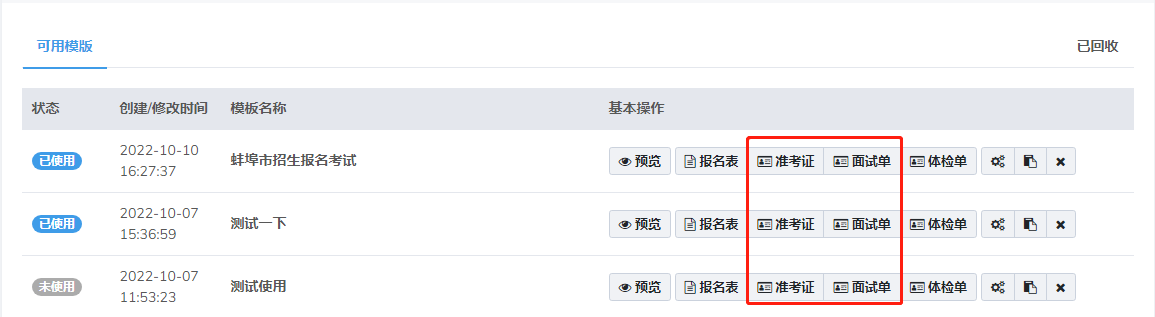 可用模版 已回收
状态 创建/修改时间 模板名称 基本操作
已使用 2022-10-10 16:27:37 蚌埠市招生报名考试 预览 报名表 准考证 面试单 体检单
已使用 2022-10-07 15:36:59 测试一下 预览 报名表 准考证 面试单 体检单
未使用 2022-10-07 11:53:23 测试使用 预览 报名表 准考证 面试单 体检单